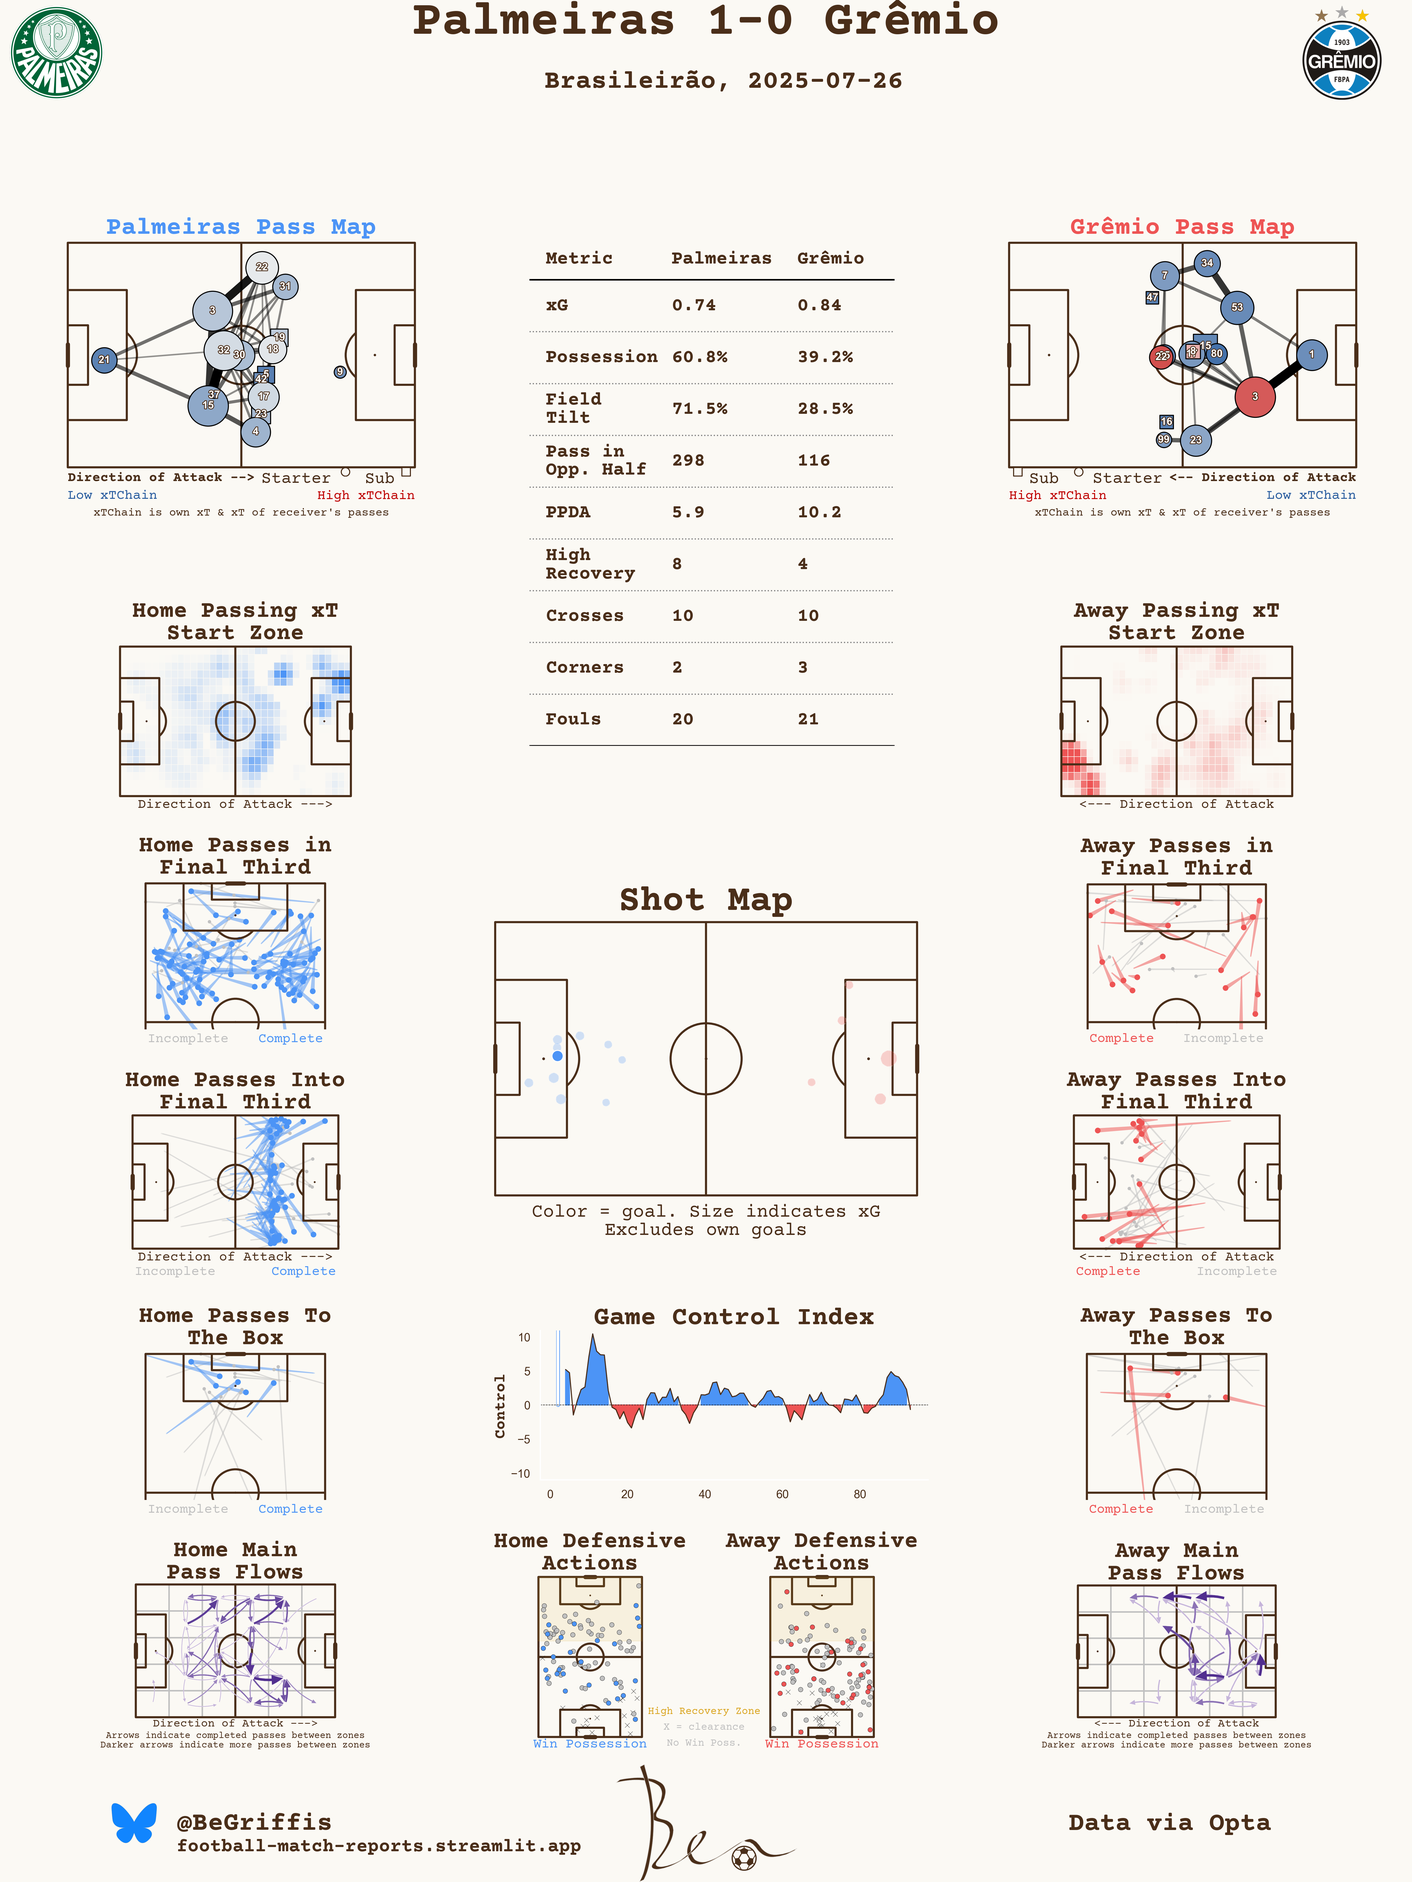 Palmeiras 1-0 Grêmio
Brasileirão, 2025-07-26
PALMEIRAS
1903
GRÊMIO
FBPA
Palmeiras Pass Map
22
31
3
19
32
30
18
21
9
5
42
37
17
15
23
4
Direction of Attack --> Starter Sub
Low xTChain High xTChain
xTChain is own xT & xT of receiver's passes
Metric Palmeiras Grêmio
xG 0.74 0.84
Possession 60.8% 39.2%
Field
Tilt 71.5% 28.5%
Pass in
Opp. Half 298 116
PPDA 5.9 10.2
High
Recovery 8 4
Crosses 10 10
Corners 2 3
Fouls 20 21
Grêmio Pass Map
34
7
47
53
15
22
8
80
1
3
16
99
23
Sub Starter <-- Direction of Attack
High xTChain Low xTChain
xTChain is own xT & xT of receiver's passes
Home Passing xT
Start Zone
Direction of Attack --->
Away Passing xT
Start Zone
<--- Direction of Attack
Home Passes in
Final Third
Incomplete Complete
Away Passes in
Final Third
Complete Incomplete
Shot Map
Color = goal. Size indicates xG
Excludes own goals
Home Passes Into
Final Third
Direction of Attack --->
Incomplete Complete
Away Passes Into
Final Third
<--- Direction of Attack
Complete Incomplete
Home Passes To
The Box
Incomplete Complete
Game Control Index
Control
10
5
0
−5
−10
0 20 40 60 80
Away Passes To
The Box
Complete Incomplete
Home Main
Pass Flows
Direction of Attack --->
Arrows indicate completed passes between zones
Darker arrows indicate more passes between zones
Home Defensive
Actions
Win Possession
High Recovery Zone
X = clearance
No Win Poss.
Away Defensive
Actions
Win Possession
Away Main
Pass Flows
<--- Direction of Attack
Arrows indicate completed passes between zones
Darker arrows indicate more passes between zones
@BeGriffis
football-match-reports.streamlit.app
Ben
Data via Opta